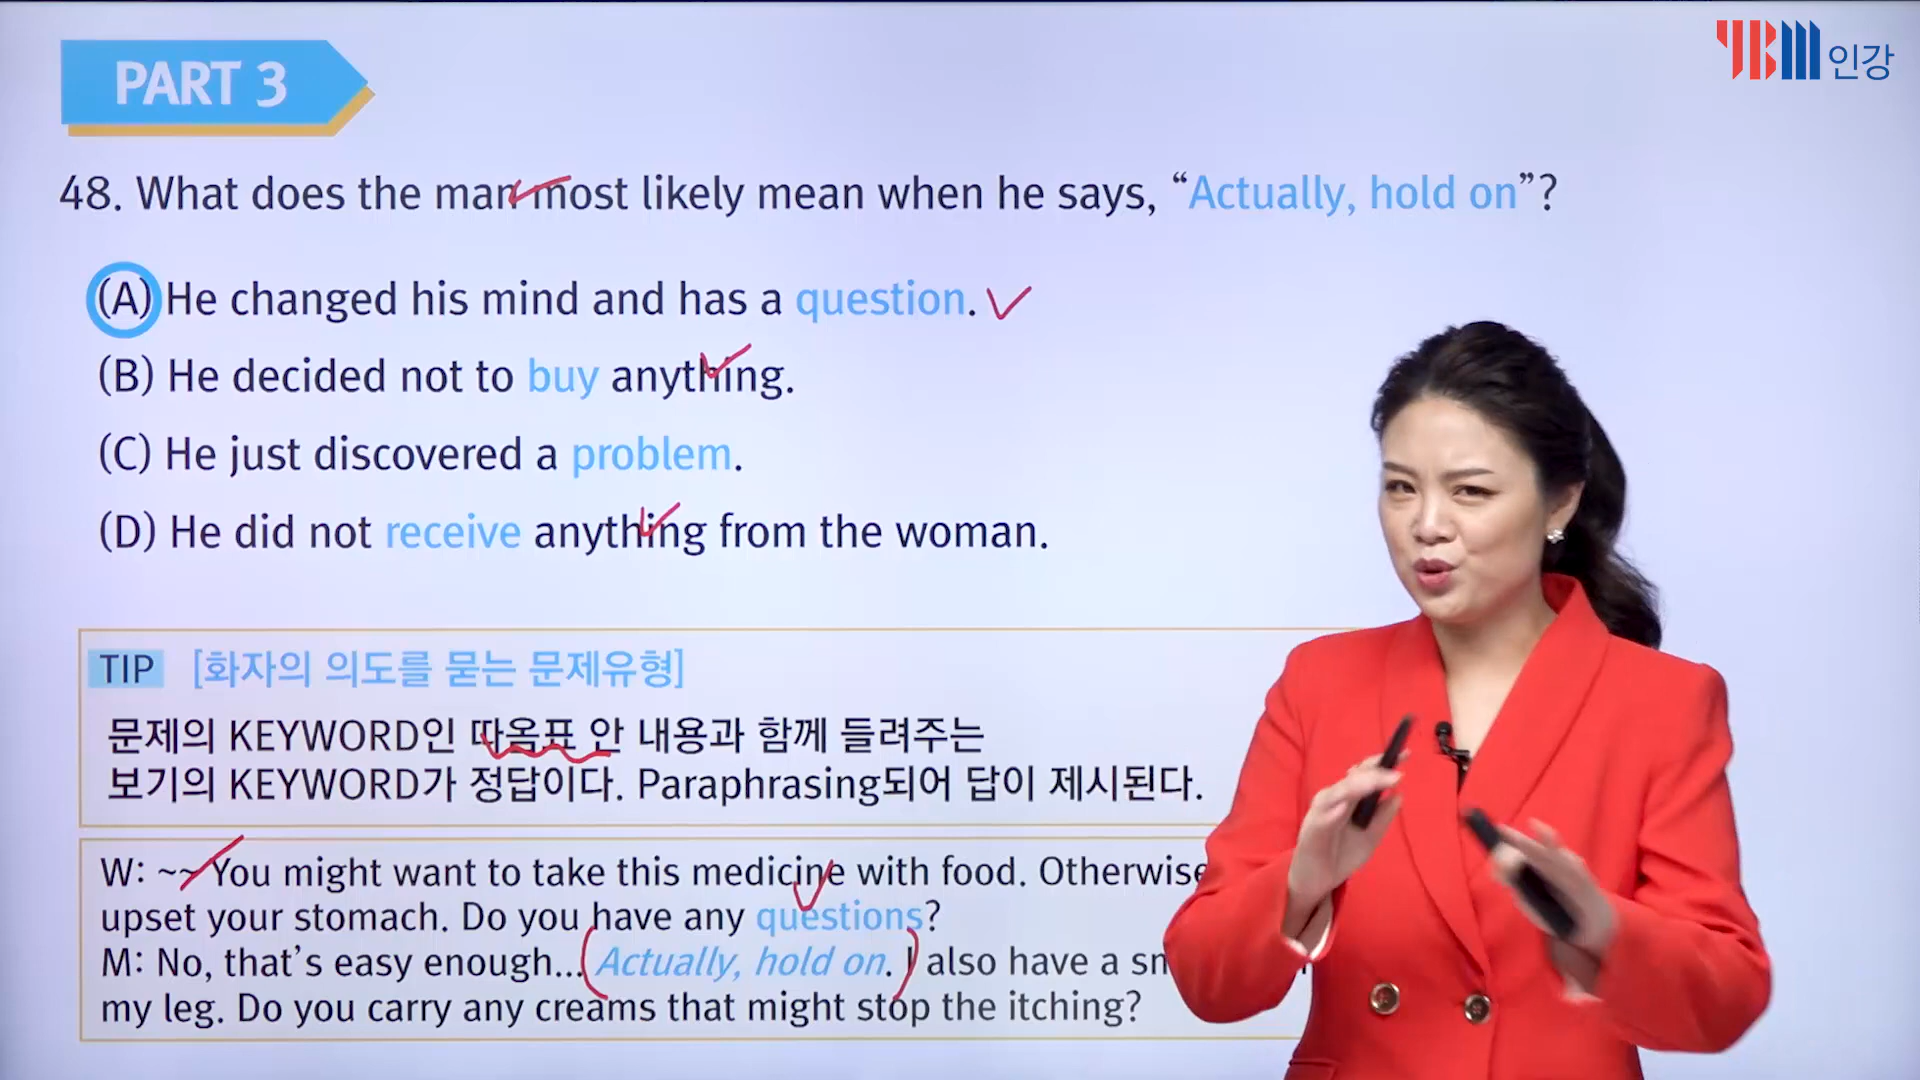 YBM 인강
PART 3
48. What does the man most likely mean when he says, “Actually, hold on”?
(A) He changed his mind and has a question.
(B) He decided not to buy anything.
(C) He just discovered a problem.
(D) He did not receive anything from the woman.
TIP [화자의 의도를 묻는 문제유형]
문제의 KEYWORD인 따옴표 안 내용과 함께 들려주는
보기의 KEYWORD가 정답이다. Paraphrasing되어 답이 제시된다.
W: ~~ You might want to take this medicine with food. Otherwise
upset your stomach. Do you have any questions?
M: No, that’s easy enough... Actually, hold on. I also have a
my leg. Do you carry any creams that might stop the itching?